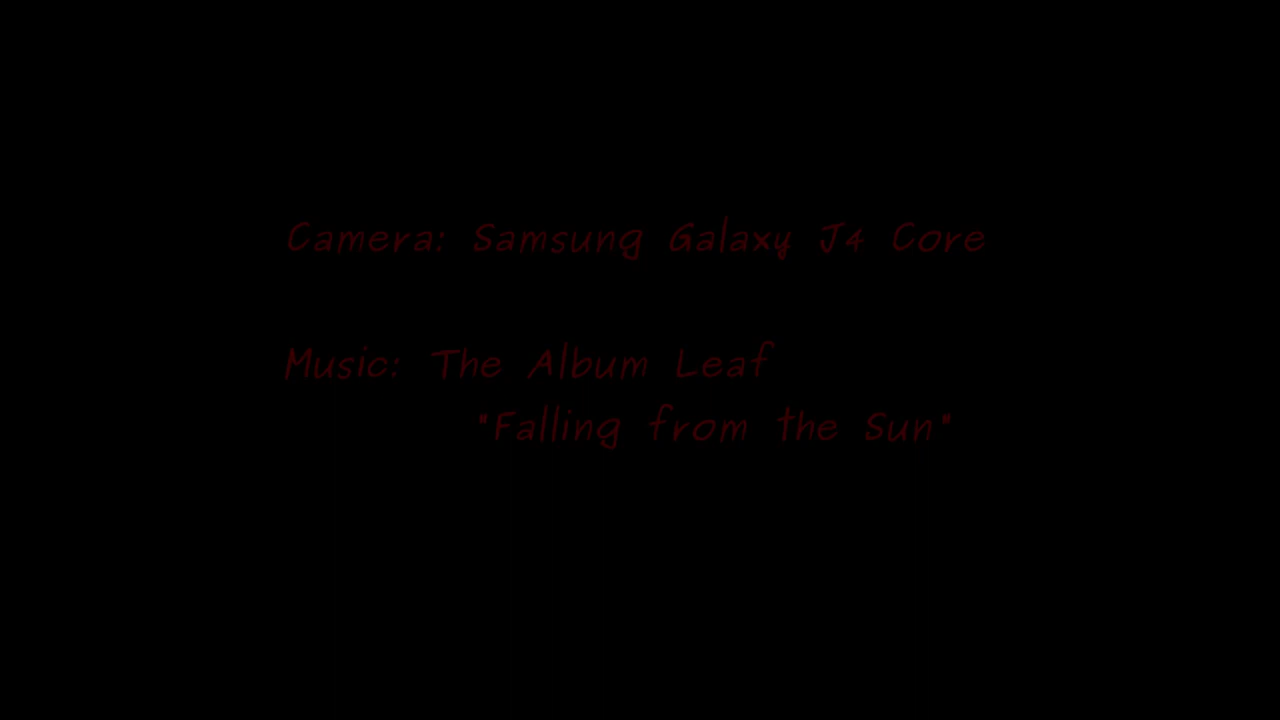 Camera: Samsung Galaxy J4 Core
Music: The Album Leaf
"Falling from the Sun"